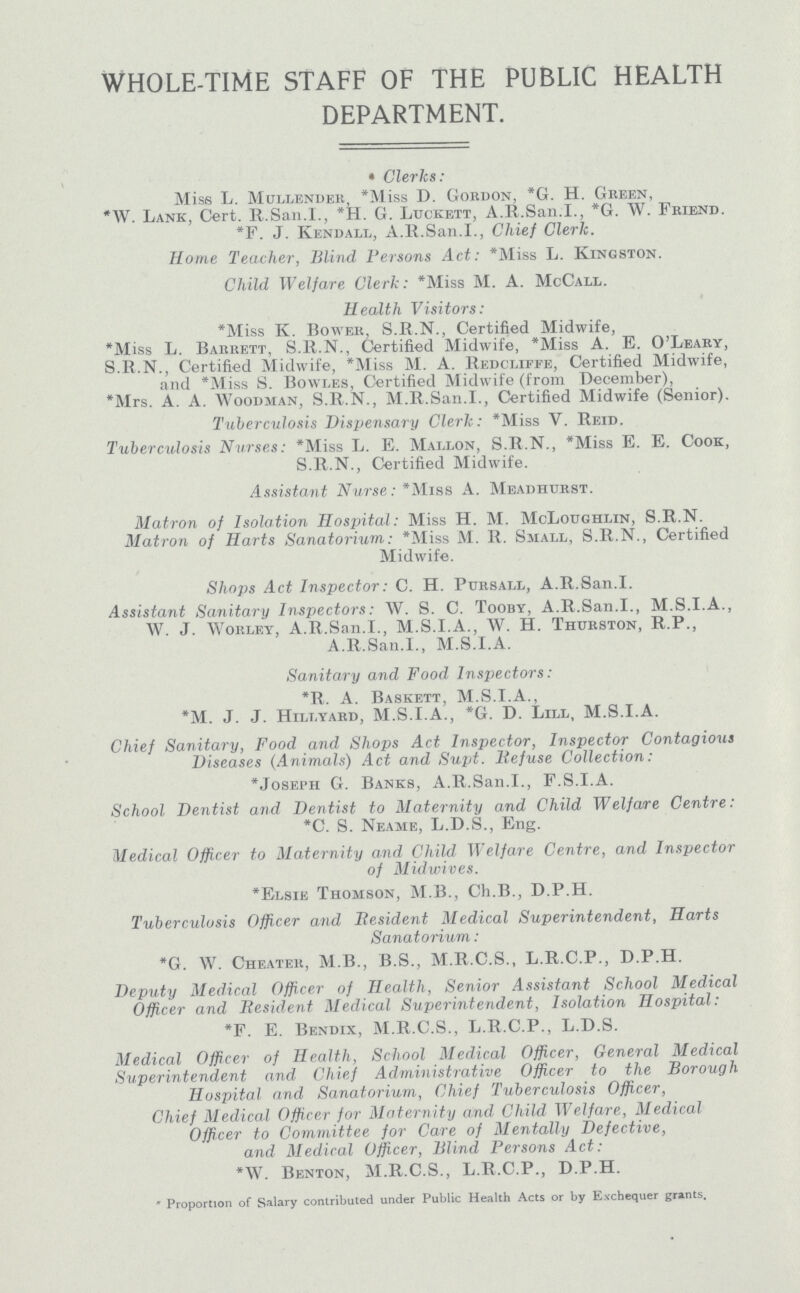 WHOLE-TIME STAFF OF THE PUBLIC HEALTH
DEPARTMENT.
* Clerks:
Miss L. Mullender, *Miss D. Gordon, *G. H. Green,
*W. Lank, Cert. R.San.I., *H. G. Luckett, A.R.San.I., *G. W. Friend.
*F. J. Kendall, A.R.San.I., Chief Clerk.
Home Teacher, Blind Persons Act: *Miss L. Kingston.
Child Welfare Clerk: *Miss M. A. McCall.
Health Visitors:
*Miss K. Bower, S.R.N., Certified Midwife,
*Miss L. Barrett, S.R.N., Certified Midwife, *Miss A. E. O'Leary,
S.R.N., Certified Midwife, *Miss M. A. Redcliffe, Certified Midwife,
and *Miss S. Bowles, Certified Midwife (from December),
*Mrs. A. A. Woodman, S.R.N., M.R.San.I., Certified Midwife (Senior).
Tuberculosis Dispensary Clerk: *Miss V. Reid.
Tuberculosis Nurses: *Miss L. E. Mallon, S.R.N., *Miss E. E. Cook,
S.R.N., Certified Midwife.
Assistant Nurse: *Miss A. Meadhurst.
Matron of Isolation Hospital: Miss H. M. McLoughlin, S.R.N.
Matron of Harts Sanatorium: *Miss M. R. Small, S.R.N., Certified
Midwife.
Shops Act Inspector: C. H. Pursall, A.R.San.I.
Assistant Sanitary Inspectors: W. S. C. Tooby, A.R.San.I., M.S.I.A.,
W. J. Worley, A.R.San.I., M.S.I.A., W. H. Thurston, R.P.,
A.R.San.I., M.S.I.A.
Sanitary and Food Inspectors:
*R. A. Baskett, M.S.I.A.,
*M. J. J. Hillyard, M.S.I.A., *G. D. Lill, M.S.I.A.
Chief Sanitary, Food and Shops Act Inspector, Inspector Contagious
Diseases (Animals) Act and Supt. Refuse Collection:
*Joseph G. Banks, A.R.San.I., F.S.I.A.
School Dentist and Dentist to Maternity and Child Welfare Centre:
*C. S. Neame, L.D.S., Eng.
Medical Officer to Maternity and Child Welfare Centre, and Inspector
of Midwives.
*Elsie Thomson, M.B., Ch.B., D.P.H.
Tuberculosis Officer and Resident Medical Superintendent, Harts
Sanatorium:
*G. W. Cheater, M.B., B.S., M.R.C.S., L.R.C.P., D.P.H.
Deputy Medical Officer of Health, Senior Assistant School Medical
Officer and Resident Medical Superintendent, Isolation Hospital:
*F. E. Bendix, M.R.C.S., L.R.C.P., L.D.S.
Medical Officer of Health, School Medical Officer, General Medical
Superintendent and Chief Administrative Officer to the Borough
Hospital and Sanatorium, Chief Tuberculosis Officer,
Chief Medical Officer for Maternity and Child Welfare, Medical
Officer to Committee for Care of Mentally Defective,
and Medical Officer, Blind Persons Act:
*W. Benton, M.R.C.S., L.R.C.P., D.P.H.
* Proportion of Salary contributed under Public Health Acts or by Exchequer grants.